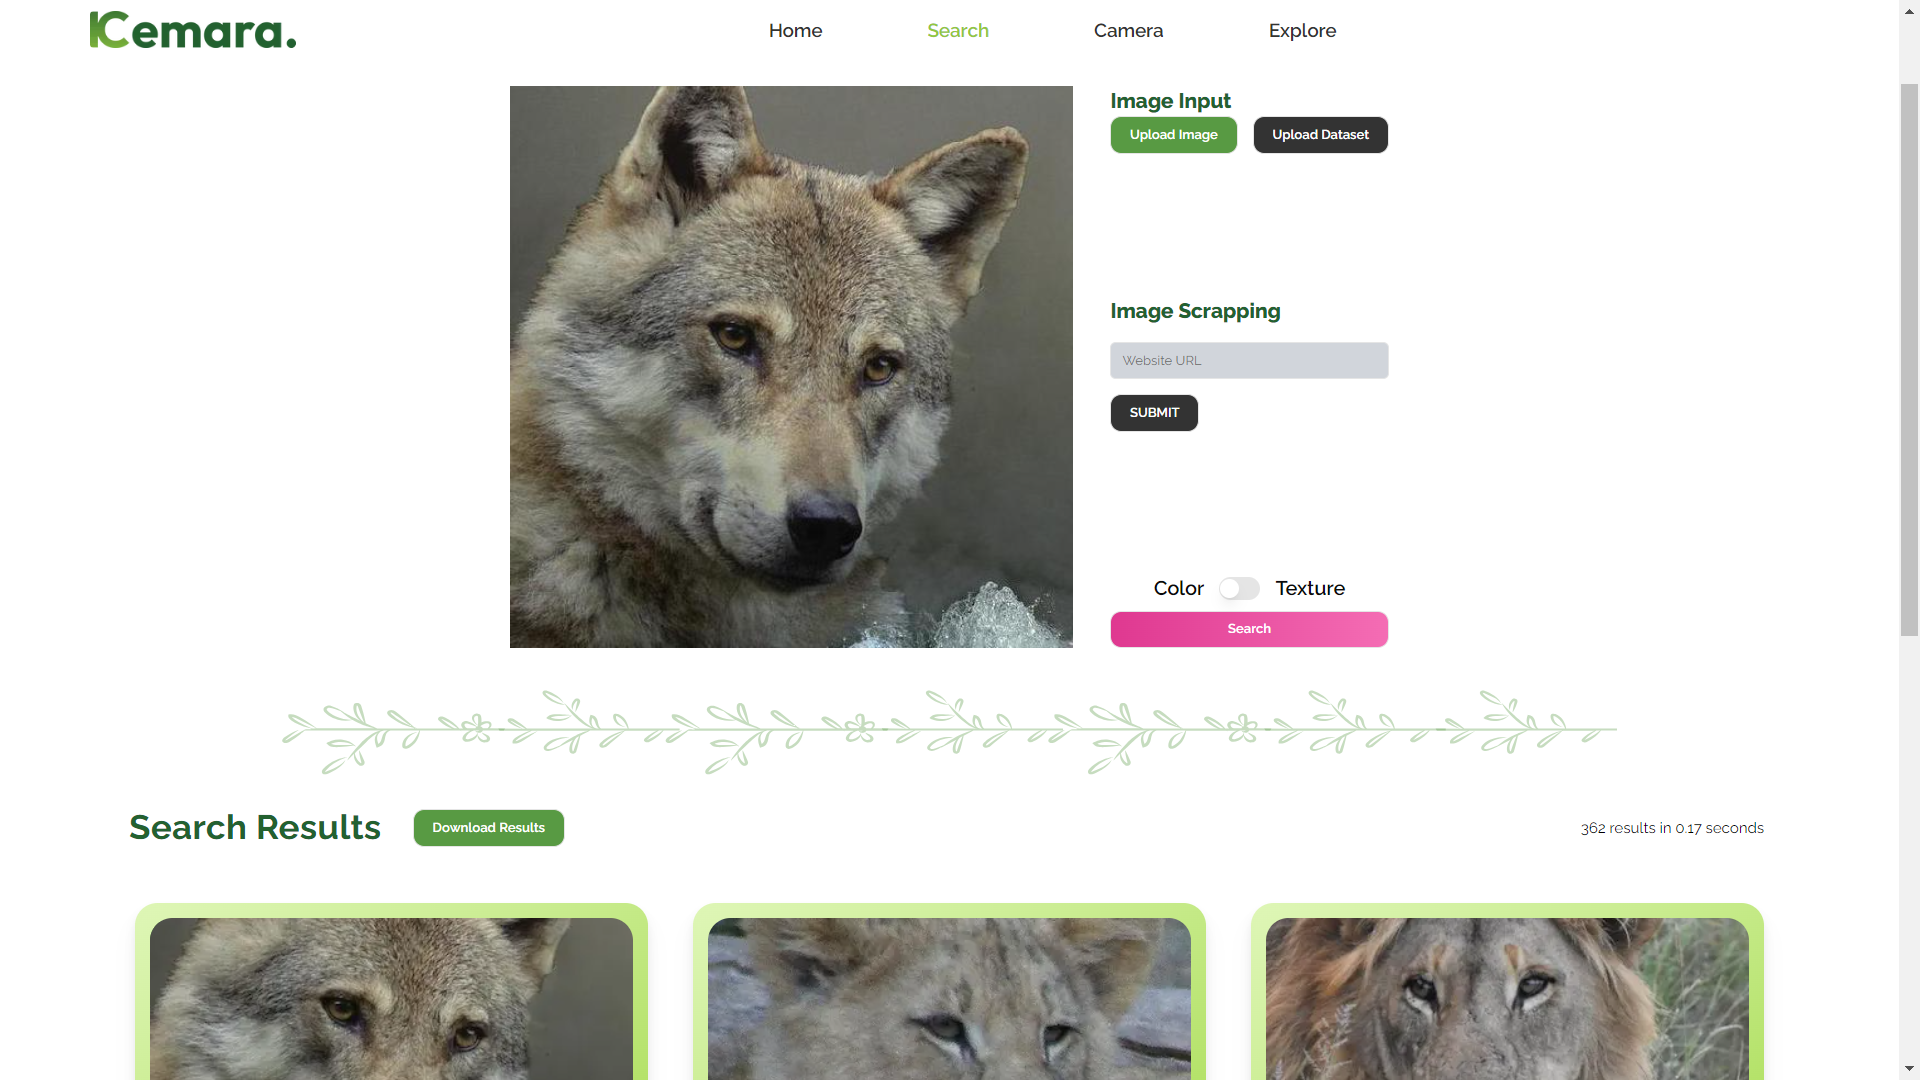 Kemara.
Home
Search
Camera
Explore
Image Input
Upload Image
Upload Dataset
Image Scrapping
Website URL
SUBMIT
Color
Texture
Search
Search Results
Download Results
362 results in 0.17 seconds